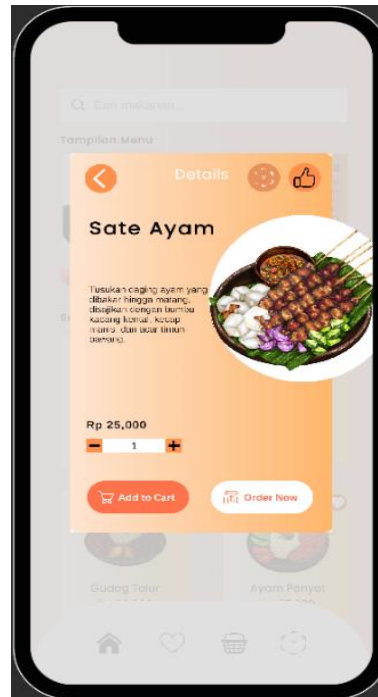 Cari makanan...
Tampilan Menu
Details
Sate Ayam
Tusukan daging ayam yang
dibakar hingga matang,
disajikan dengan bumbu
kacang kental, kecap
manis, dan acar timun
bawang.
Rp 25,000
1
Add to Cart
Order Now
Gudeg Telur
Ayam Penyet